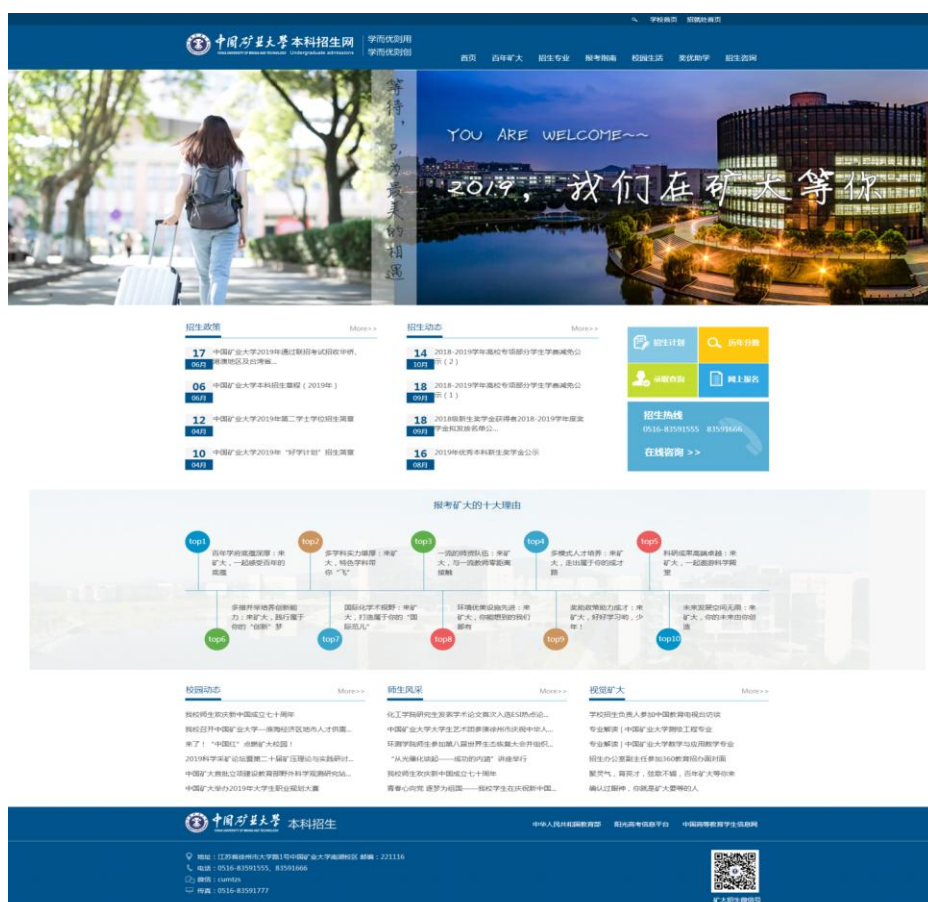 学校首页 招就处首页
中国矿业大学 本科招生网
CHINA UNIVERSITY OF MINING AND TECHNOLOGY Undergraduate admissions
学而优则用
学而优则创
首页 百年矿大 招生专业 报考指南 校园生活 奖优助学 招生咨询
等待，只为最美的相遇
YOU ARE WELCOME~~
2019，我们在矿大等你
招生政策 More>>
17 06月 中国矿业大学2019年通过联招考试招收华侨、
港澳地区及台湾省...
06 06月 中国矿业大学本科招生章程（2019年）
12 04月 中国矿业大学2019年第二学士学位招生简章
10 04月 中国矿业大学2019年“好学计划”招生简章
招生动态 More>>
14 10月 2018-2019学年高校专项部分学生学费减免公
示（2）
18 09月 2018-2019学年高校专项部分学生学费减免公
示（1）
18 09月 2018级新生奖学金获得者2018-2019学年度奖
学金拟发放名单公...
16 08月 2019年优秀本科新生奖学金公示
招生计划 历年分数
录取查询 网上报名
招生热线
0516-83591555 83591666
在线咨询 >>
报考矿大的十大理由
top1
百年学府底蕴深厚：来
矿大，一起感受百年的
底蕴
top2
多学科实力雄厚：来矿
大，特色学科带
你“飞”
top3
一流的师资队伍：来矿
大，与一流教师零距离
接触
top4
多模式人才培养：来矿
大，走出属于你的成才
路
top5
科研成果高端卓越：来
矿大，一起遨游科学殿
堂
多措并举培养创新能
力：来矿大，践行属于
你的“创新”梦
top6
国际化学术视野：来矿
大，打造属于你的“国
际范儿”
top7
环境优美设施先进：来
矿大，你能想到的我们
都有
top8
奖助政策助力成才：来
矿大，好好学习哟，少
年！
top9
未来发展空间无限：来
矿大，你的未来由你创
造
top10
校园动态 More>>
我校师生欢庆新中国成立七十周年
我校召开中国矿业大学—淮海经济区地市人才供需...
来了！“中国红”点靓矿大校园！
2019科学采矿论坛暨第二十届矿压理论与实践研讨...
中国矿大首批立项建设教育部野外科学观测研究站...
中国矿大举办2019年大学生职业规划大赛
师生风采 More>>
化工学院研究生发表学术论文首次入选ESI热点论...
中国矿业大学大学生艺术团参演徐州市庆祝中华人...
环测学院师生参加第八届世界生态恢复大会并组织...
“从光催化谈起——成功的内涵”讲座举行
我校师生欢庆新中国成立七十周年
青春心向党 逐梦为祖国——我校学生在庆祝新中国...
视觉矿大 More>>
学校招生负责人参加中国教育电视台访谈
专业解读|中国矿业大学测绘工程专业
专业解读|中国矿业大学数学与应用数学专业
招生办公室副主任参加360教育招办面对面
聚灵气，育英才，弦歌不辍，百年矿大等你来
确认过眼神，你就是矿大要等的人
中国矿业大学 本科招生
中华人民共和国教育部 阳光高考信息平台 中国高等教育学生信息网
地址：江苏省徐州市大学路1号中国矿业大学南湖校区 邮编：221116
电话：0516-83591555、83591666
微信：cumtzs
传真：0516-83591777
矿大招生微信号